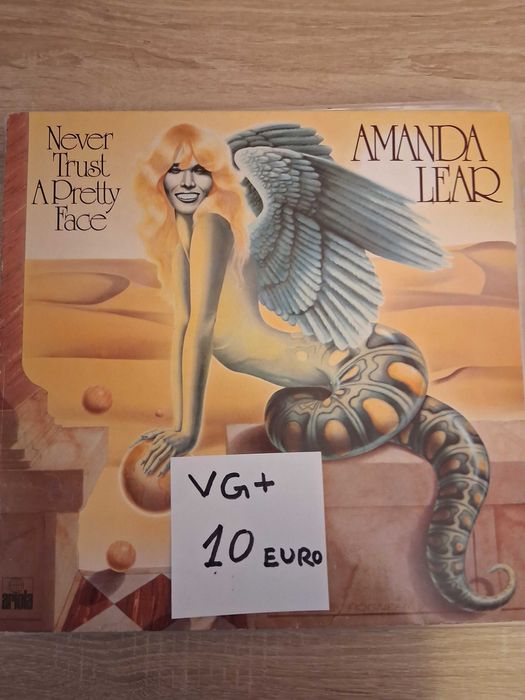 Never
Trust
A Pretty
Face
AMANDA
LEAR
VG+
10 EURO
ariola